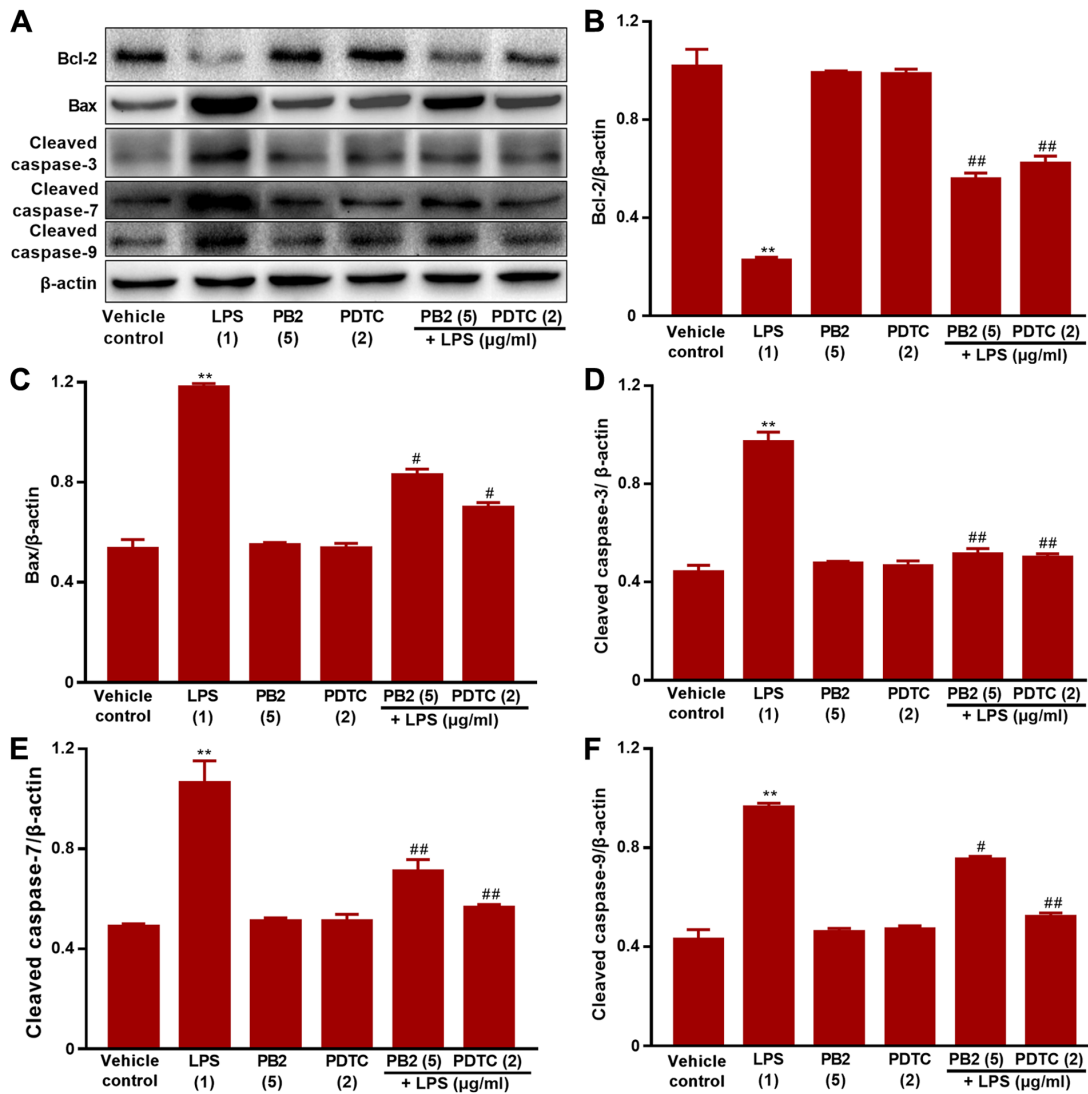 A
Bcl-2
Bax
Cleaved
caspase-3
Cleaved
caspase-7
Cleaved
caspase-9
β-actin
Vehicle LPS PB2 PDTC PB2 (5) PDTC (2)
control (1) (5) (2) + LPS (µg/ml)
B
Bcl-2/β-actin
1.2
0.8
0.4
0
**
##
##
Vehicle LPS PB2 PDTC PB2 (5) PDTC (2)
control (1) (5) (2) + LPS (µg/ml)
C
Bax/β-actin
1.2
0.8
0.4
0
**
#
#
Vehicle LPS PB2 PDTC PB2 (5) PDTC (2)
control (1) (5) (2) + LPS (µg/ml)
D
Cleaved caspase-3/ β-actin
1.2
0.8
0.4
0
**
##
##
Vehicle LPS PB2 PDTC PB2 (5) PDTC (2)
control (1) (5) (2) + LPS (µg/ml)
E
Cleaved caspase-7/β-actin
1.2
0.8
0.4
0
**
##
##
Vehicle LPS PB2 PDTC PB2 (5) PDTC (2)
control (1) (5) (2) + LPS (µg/ml)
F
Cleaved caspase-9/β-actin
1.2
0.8
0.4
0
**
#
##
Vehicle LPS PB2 PDTC PB2 (5) PDTC (2)
control (1) (5) (2) + LPS (µg/ml)